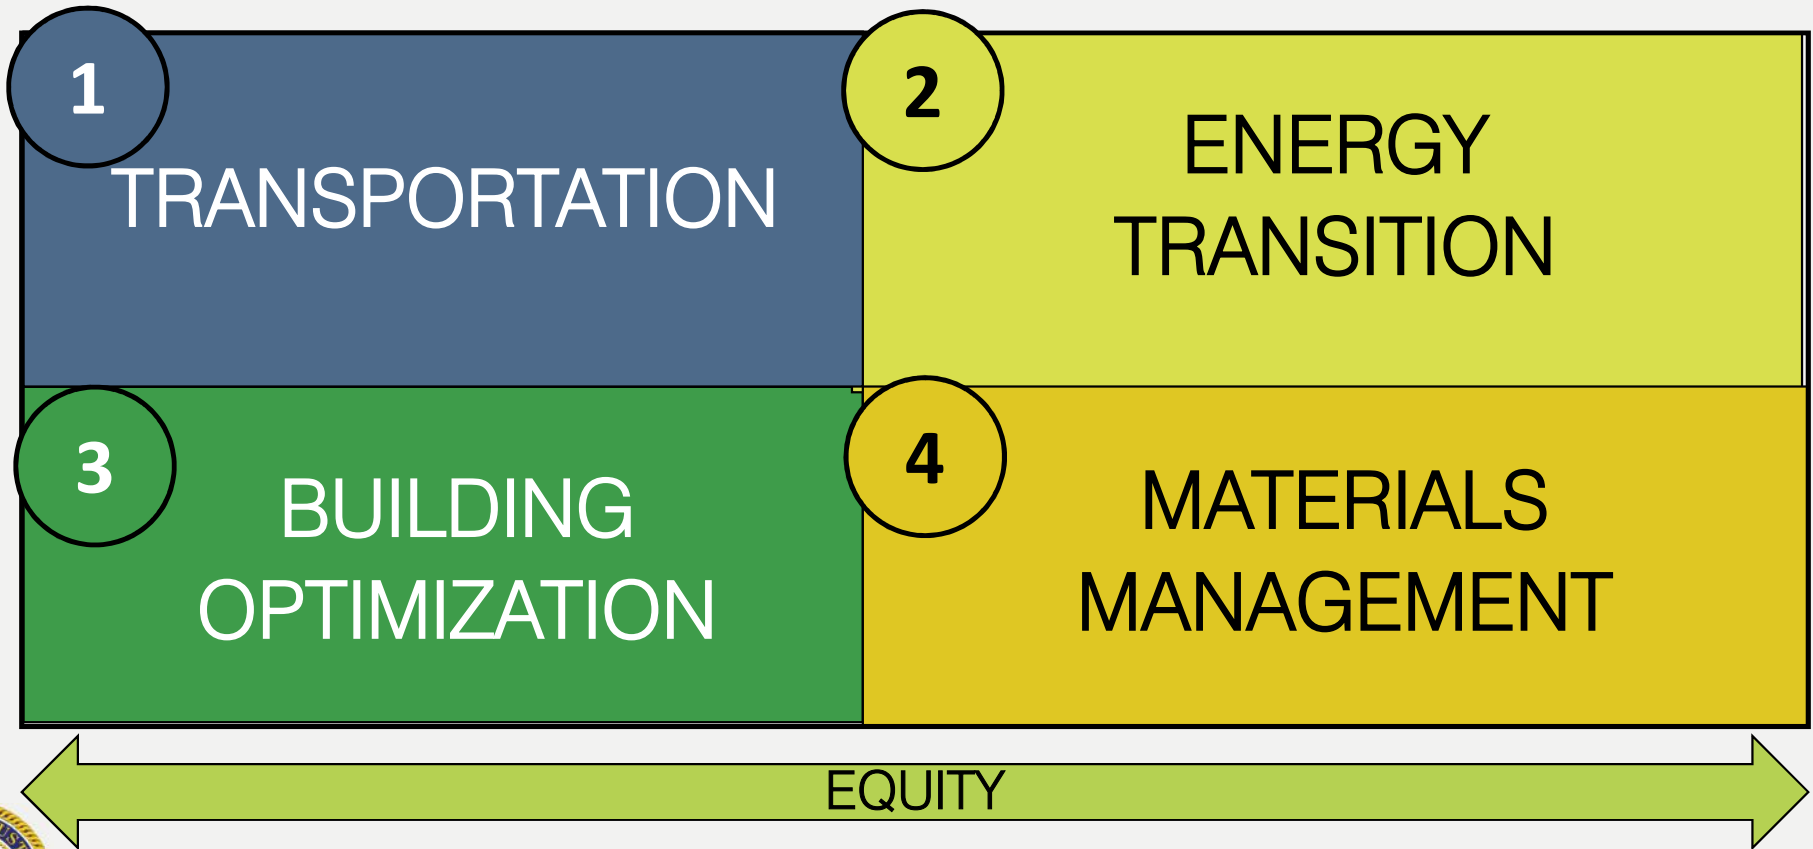 1
TRANSPORTATION
2
ENERGY
TRANSITION
3
BUILDING
OPTIMIZATION
4
MATERIALS
MANAGEMENT
EQUITY